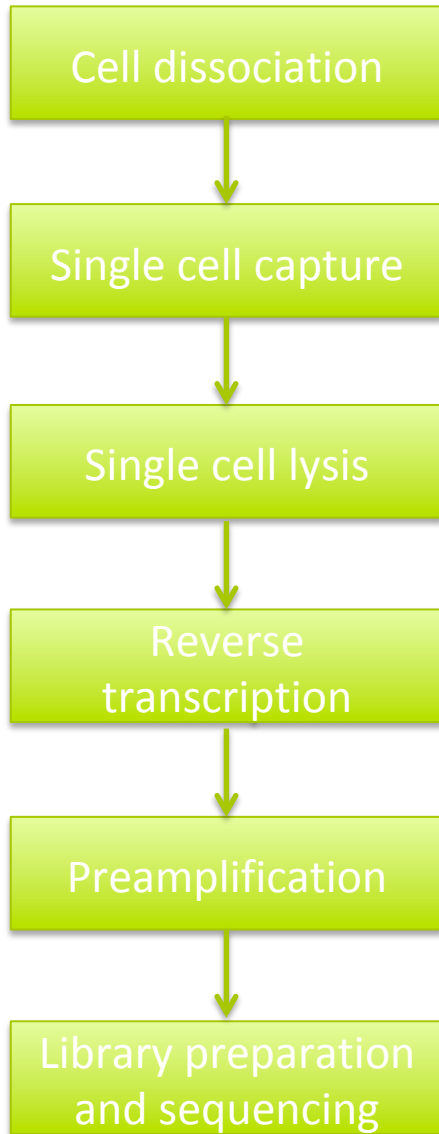 Cell dissociation
Single cell capture
Single cell lysis
Reverse
transcription
Preamplification
Library preparation
and sequencing